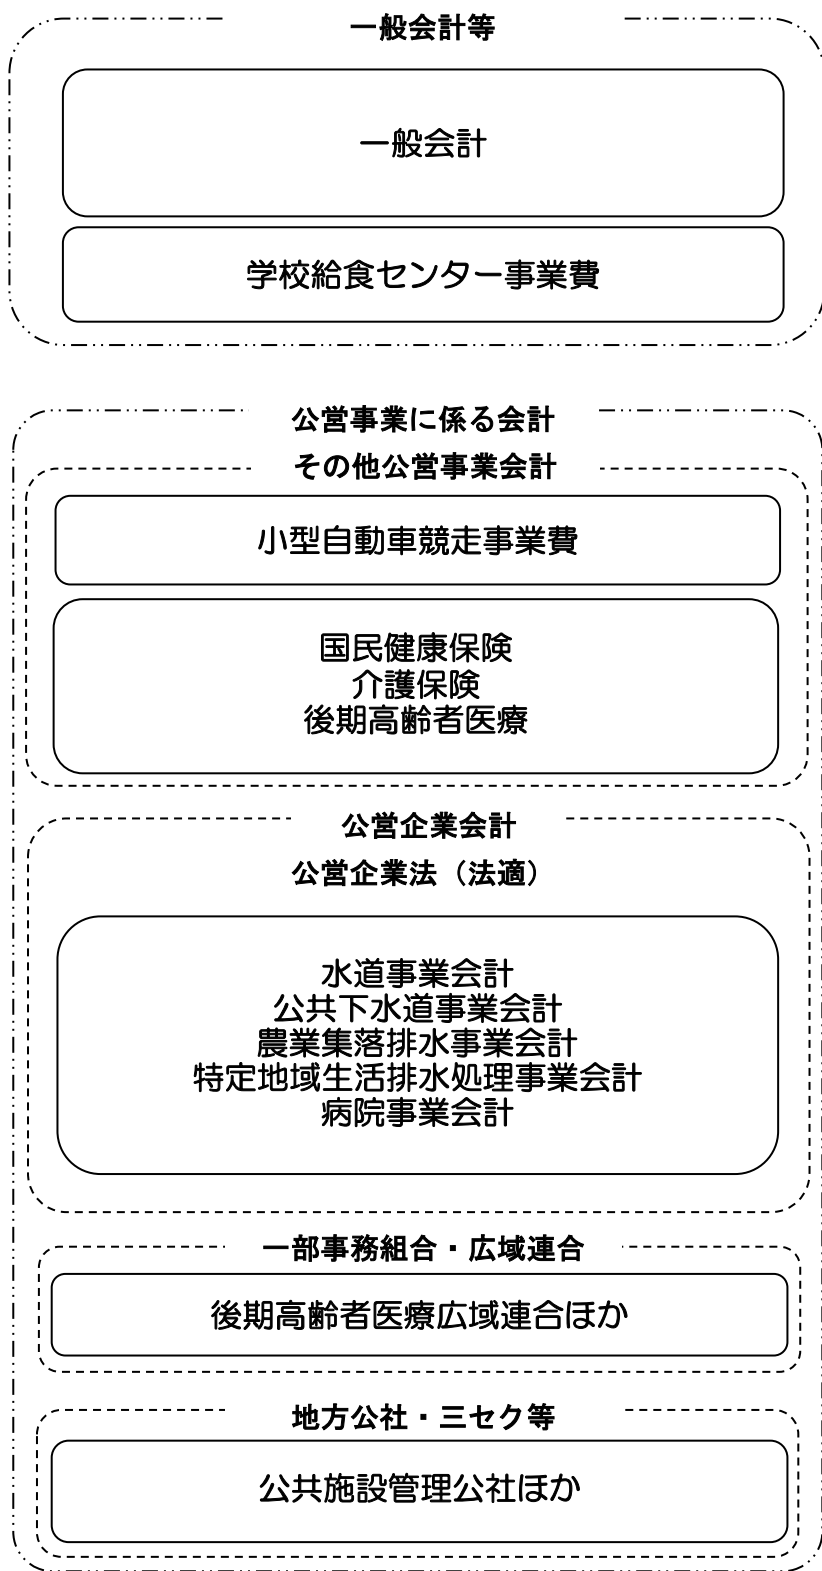 一般会計等
一般会計
学校給食センター事業費
公営事業に係る会計
その他公営事業会計
小型自動車競走事業費
国民健康保険
介護保険
後期高齢者医療
公営企業会計
公営企業法（法適）
水道事業会計
公共下水道事業会計
農業集落排水事業会計
特定地域生活排水処理事業会計
病院事業会計
一部事務組合・広域連合
後期高齢者医療広域連合ほか
地方公社・三セク等
公共施設管理公社ほか